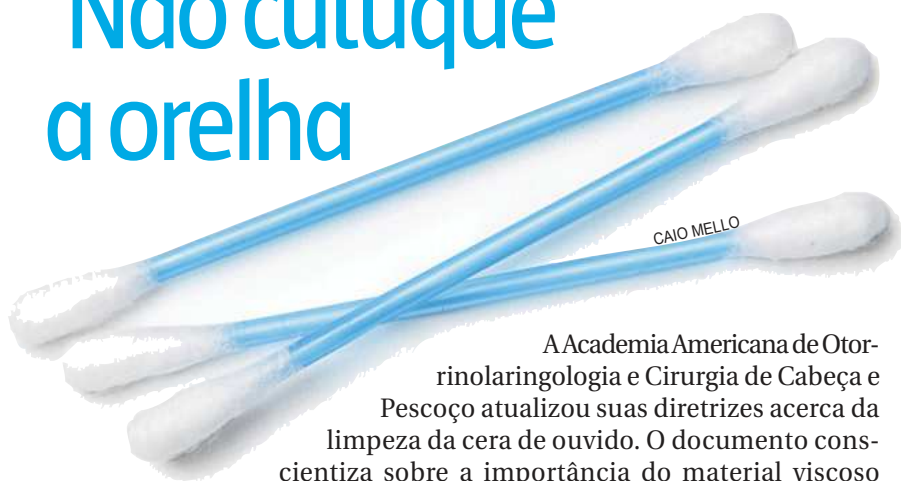 Não cutuque
a orelha
CAIO MELLO
A Academia Americana de Otor-
rinolaringologia e Cirurgia de Cabeça e
Pescoço atualizou suas diretrizes acerca da
limpeza da cera de ouvido. O documento cons-
cientiza sobre a importância do material viscoso